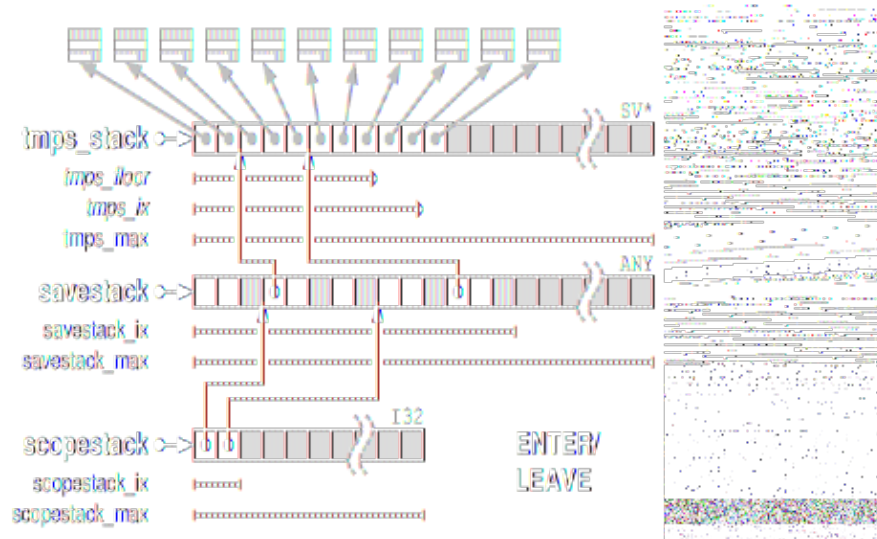 SV*
tmps_stack =>
tmps_floor
tmps_ix
tmps_max
ANY
savestack =>
savestack_ix
savestack_max
I32
scopestack =>
ENTER/
LEAVE
scopestack_ix
scopestack_max